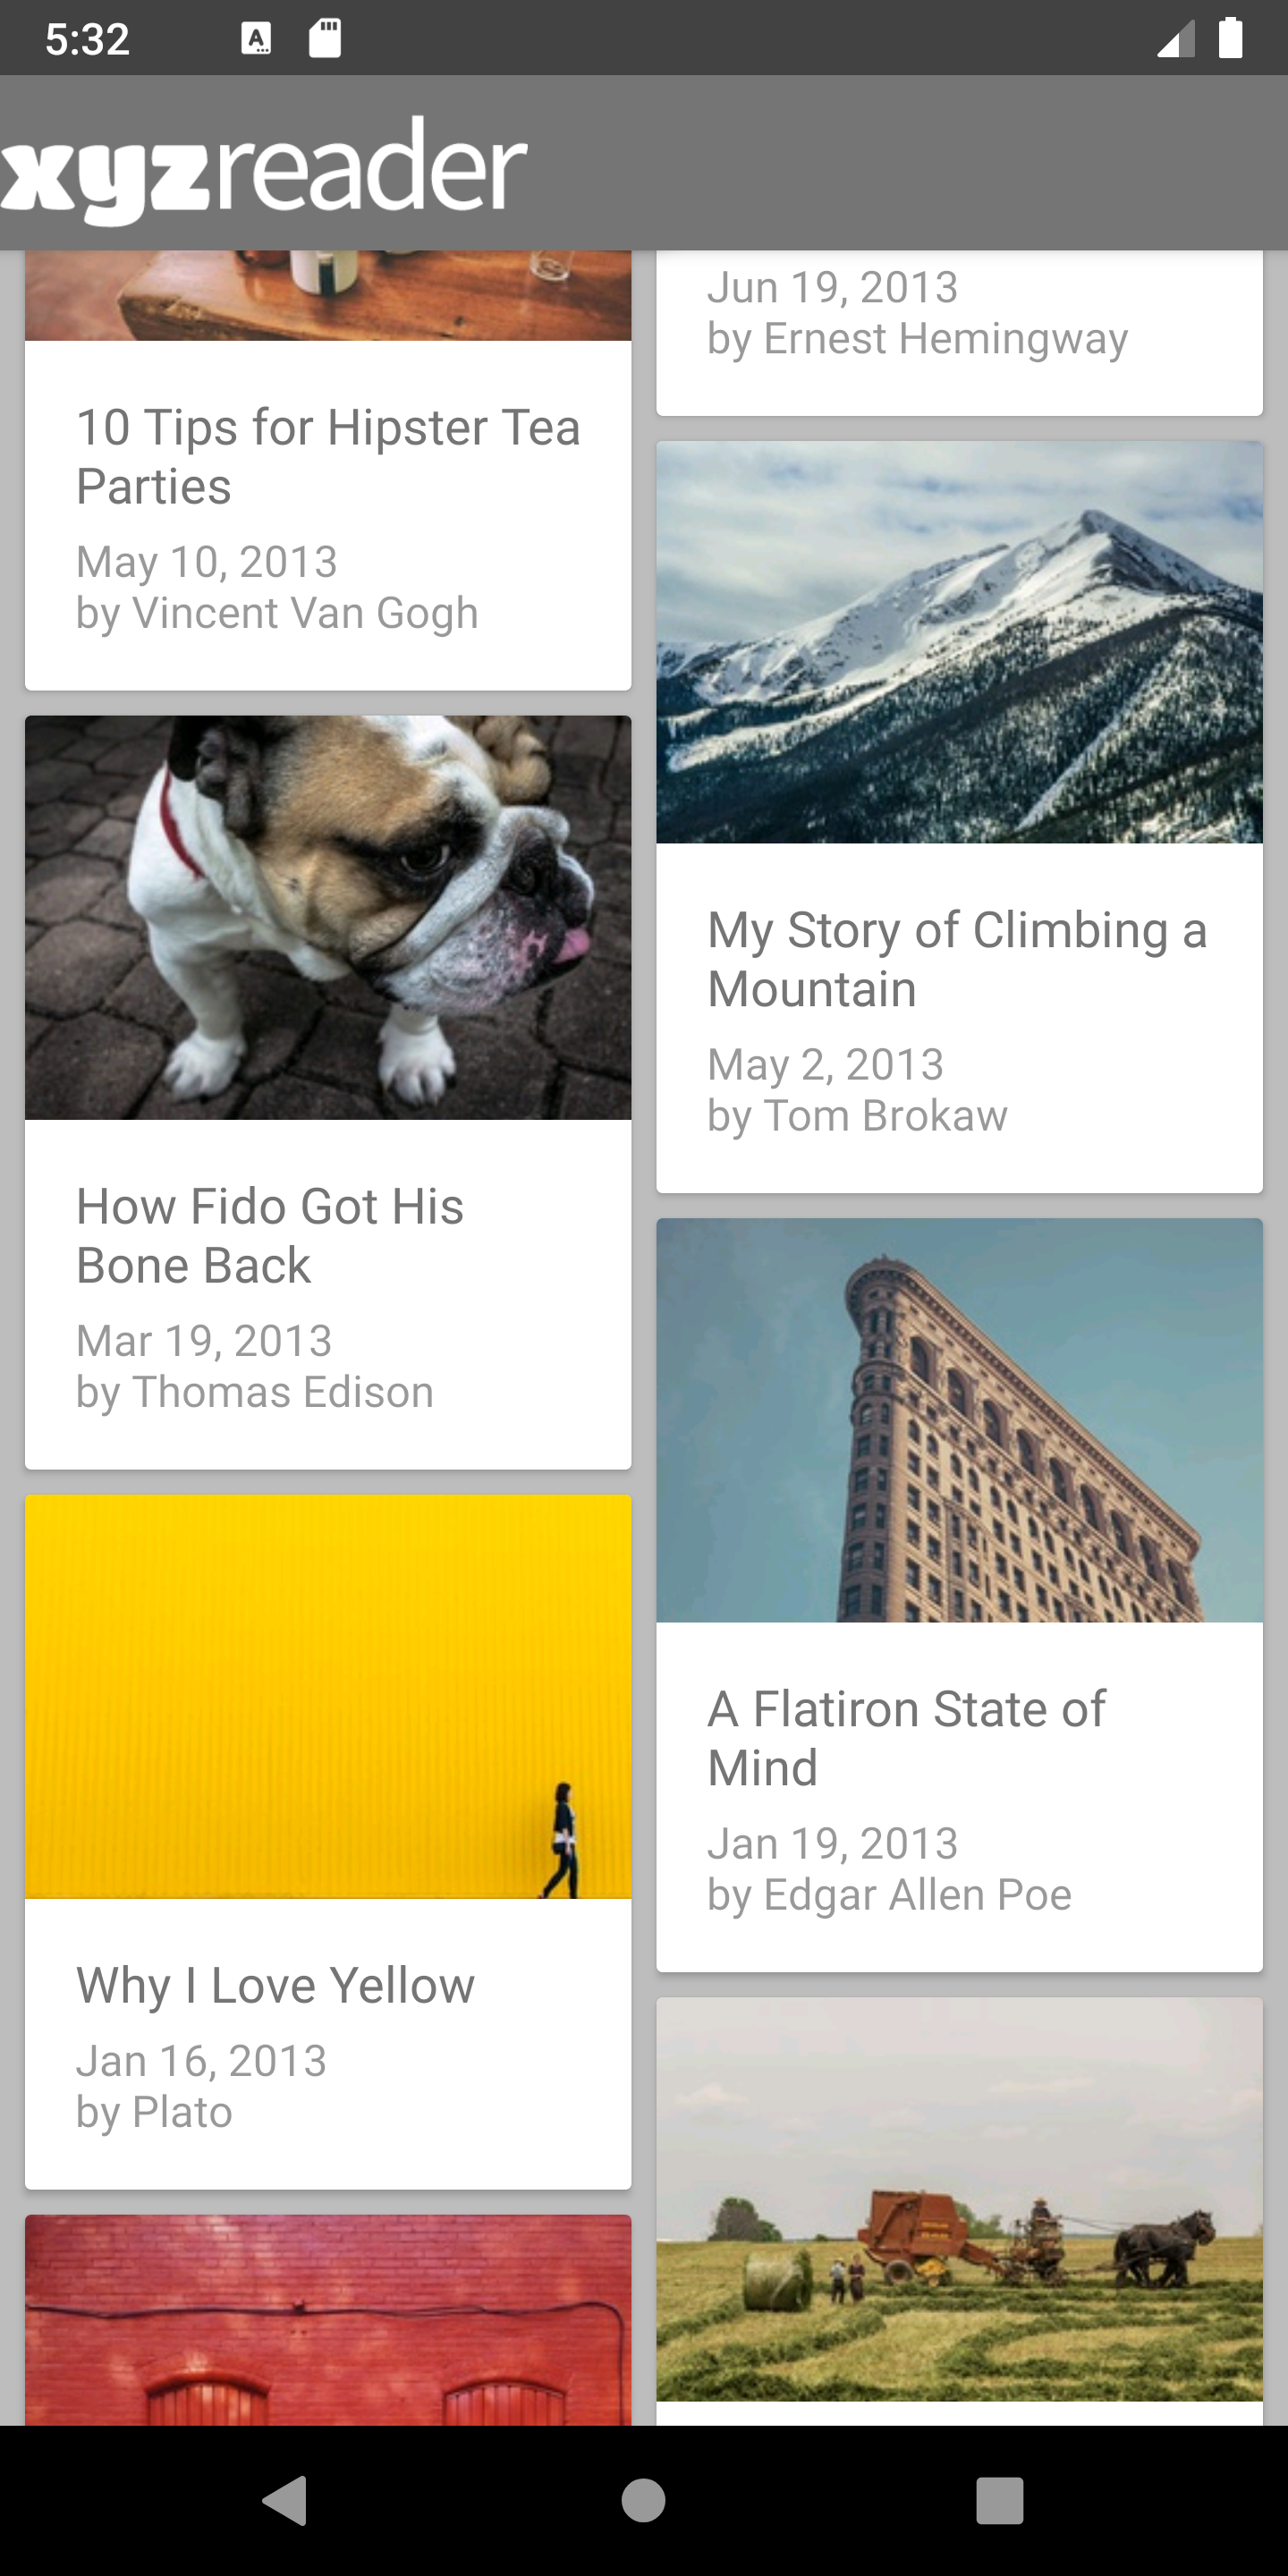 5:32
xyzreader
Jun 19, 2013
by Ernest Hemingway
10 Tips for Hipster Tea
Parties
May 10, 2013
by Vincent Van Gogh
My Story of Climbing a
Mountain
May 2, 2013
by Tom Brokaw
How Fido Got His
Bone Back
Mar 19, 2013
by Thomas Edison
A Flatiron State of
Mind
Jan 19, 2013
by Edgar Allen Poe
Why I Love Yellow
Jan 16, 2013
by Plato